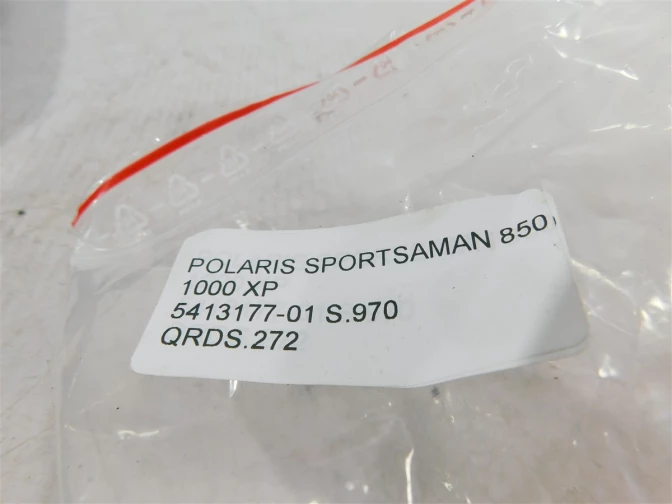 POLARIS SPORTSAMAN 850
1000 XP
5413177-01 S.970
QRDS.272